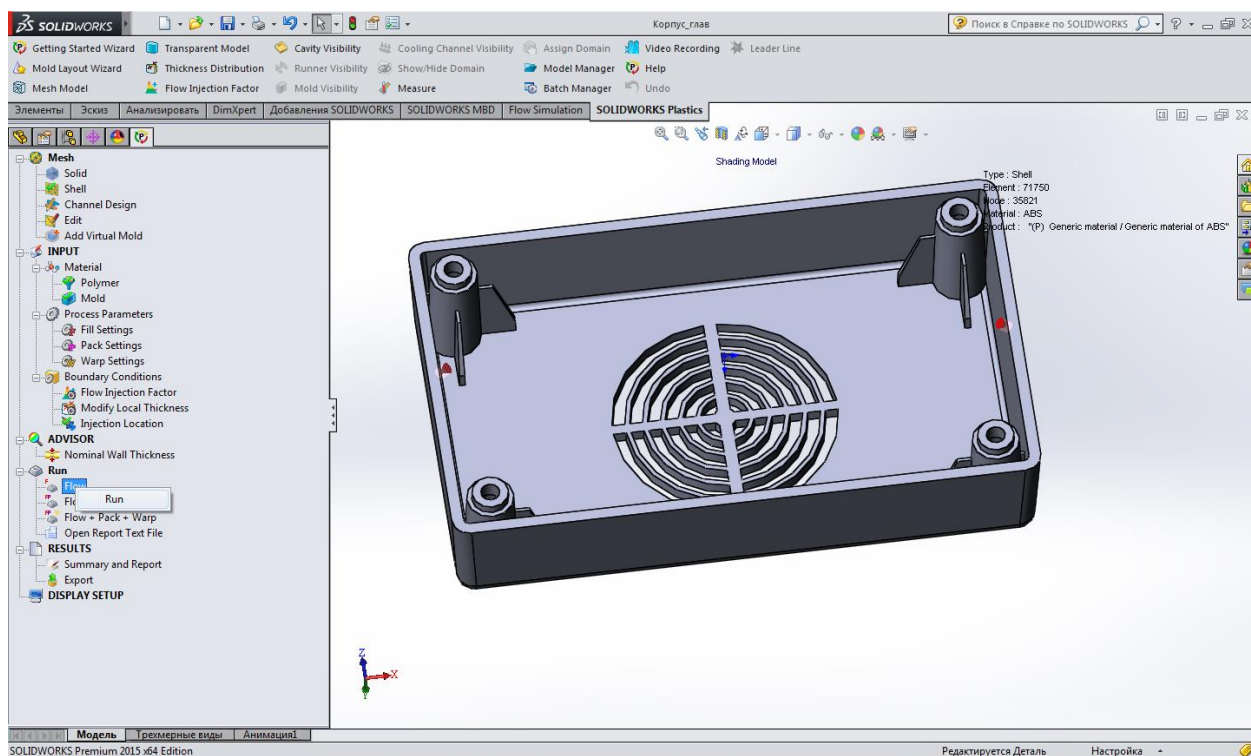 SOLIDWORKS
Корпус_глав
Поиск в Справке по SOLIDWORKS
Getting Started Wizard Transparent Model Cavity Visibility Cooling Channel Visibility Assign Domain Video Recording Leader Line
Mold Layout Wizard Thickness Distribution Runner Visibility Show/Hide Domain Model Manager Help
Mesh Model Flow Injection Factor Mold Visibility Measure Batch Manager Undo
Элементы Эскиз Анализировать DimXpert Добавления SOLIDWORKS SOLIDWORKS MBD Flow Simulation SOLIDWORKS Plastics
Mesh
Solid
Shell
Channel Design
Edit
Add Virtual Mold
INPUT
Material
Polymer
Mold
Process Parameters
Fill Settings
Pack Settings
Warp Settings
Boundary Conditions
Flow Injection Factor
Modify Local Thickness
Injection Location
ADVISOR
Nominal Wall Thickness
Run
Flow
Run
Flow + Pack + Warp
Open Report Text File
RESULTS
Summary and Report
Export
DISPLAY SETUP
Shading Model
Type : Shell
Element : 71750
Node : 35821
Material : ABS
Product : "(P) Generic material / Generic material of ABS"
Z
X
Y
Модель Трехмерные виды Анимация1
SOLIDWORKS Premium 2015 x64 Edition
Редактируется Деталь Настройка